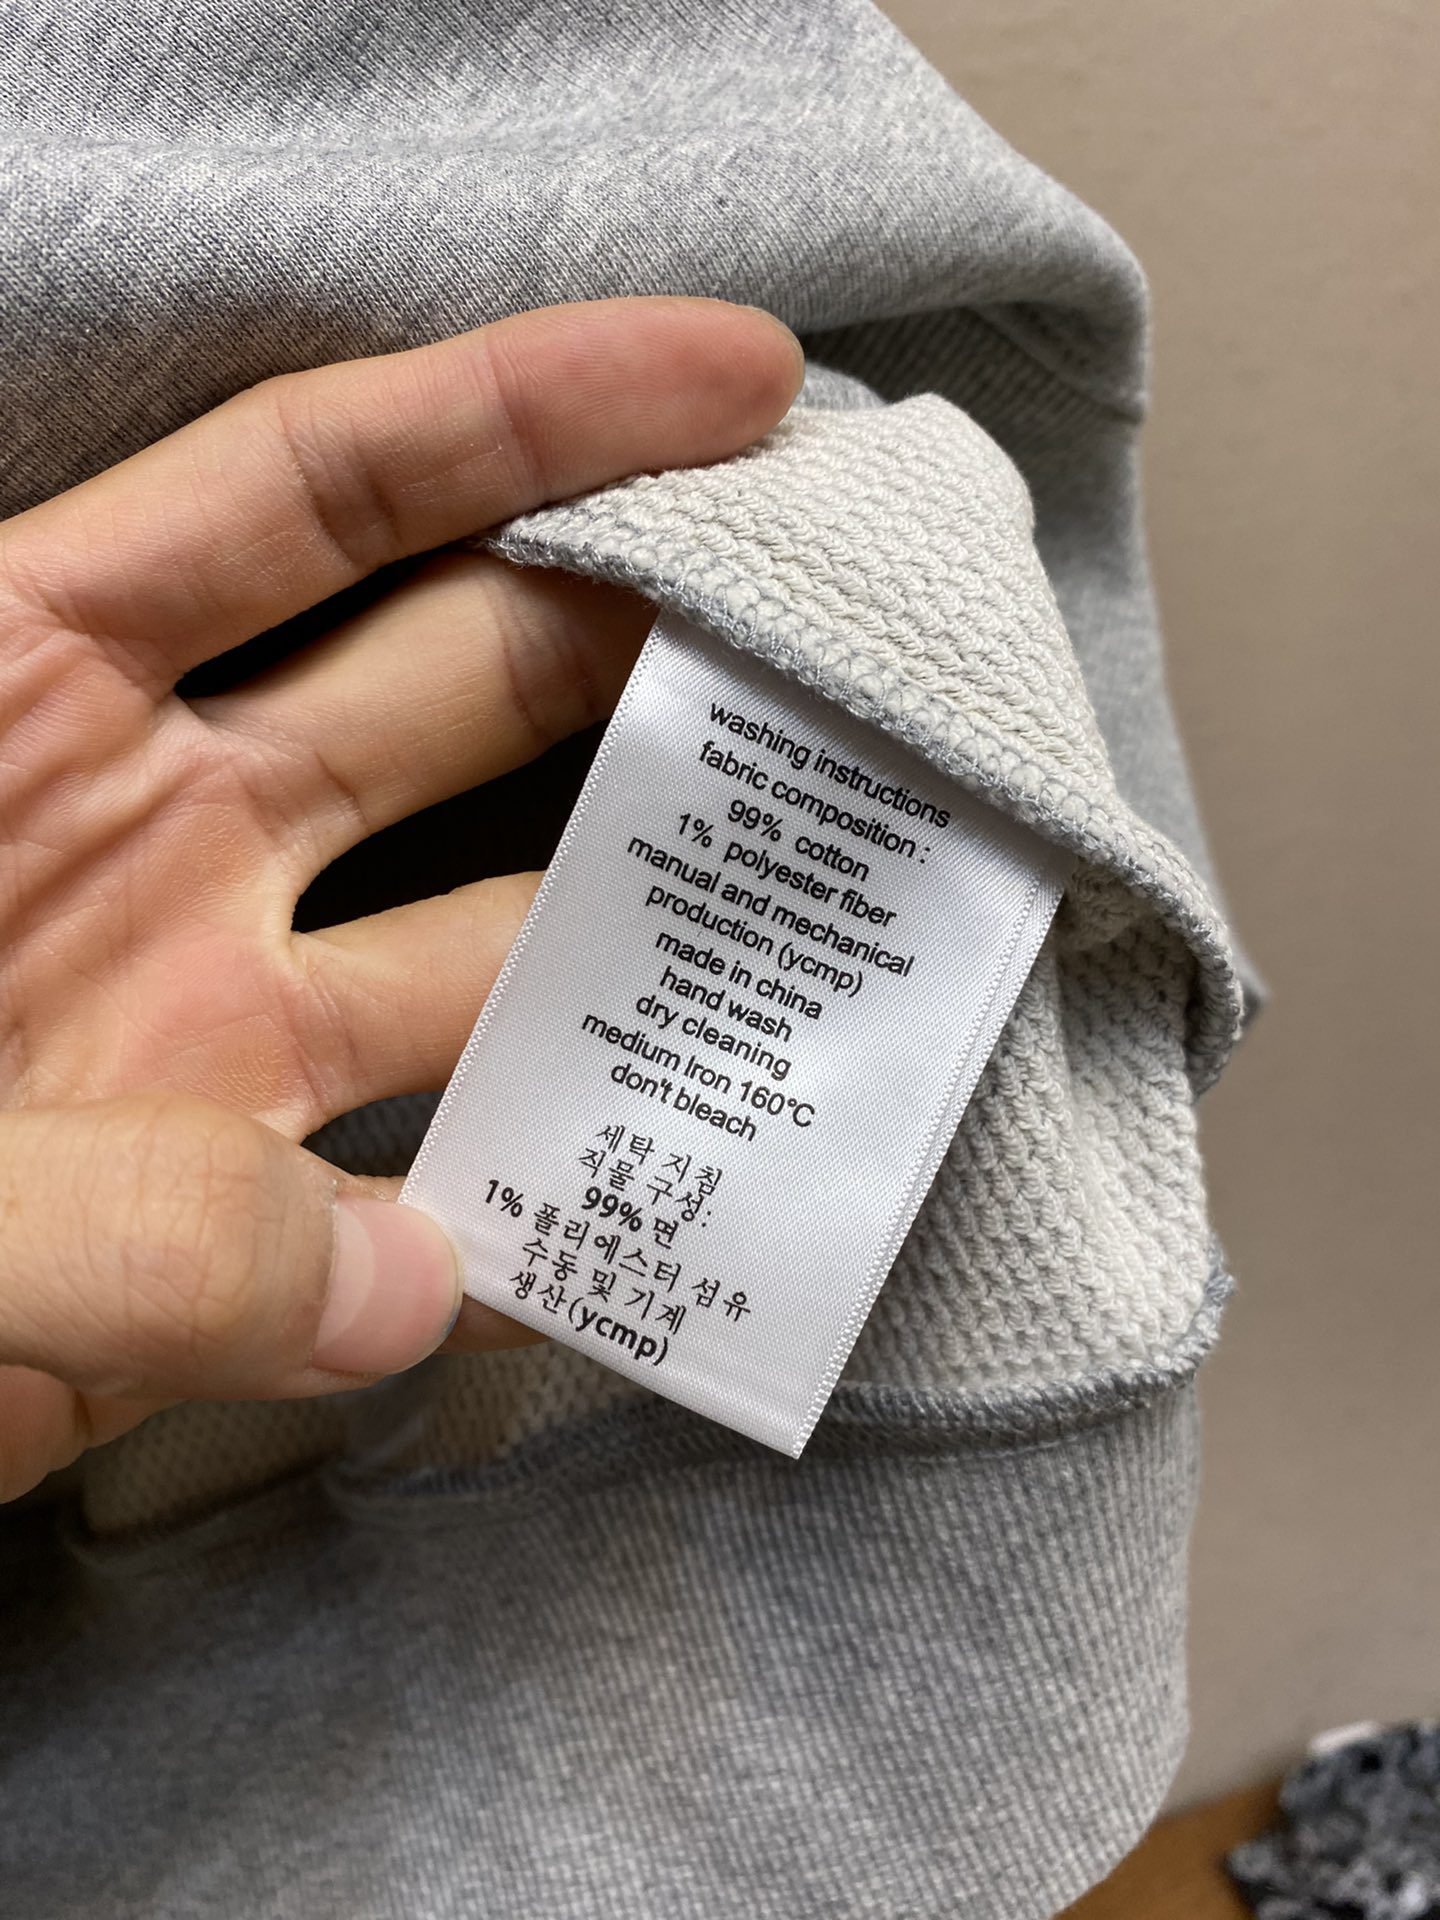 washing instructions
fabric composition :
99% cotton
1% polyester fiber
manual and mechanical
production (ycmp)
made in china
hand wash
dry cleaning
medium Iron 160°C
don't bleach
세탁 지침
직물 구성:
99% 면
1% 폴리에스터 섬유
수동 및 기계
생산(ycmp)